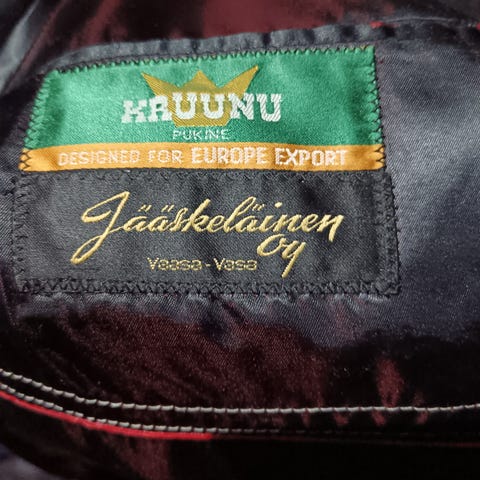 KRUUNU
PUKINE
DESIGNED FOR EUROPE EXPORT
Jääskeläinen
Oy
Vaasa - Vasa